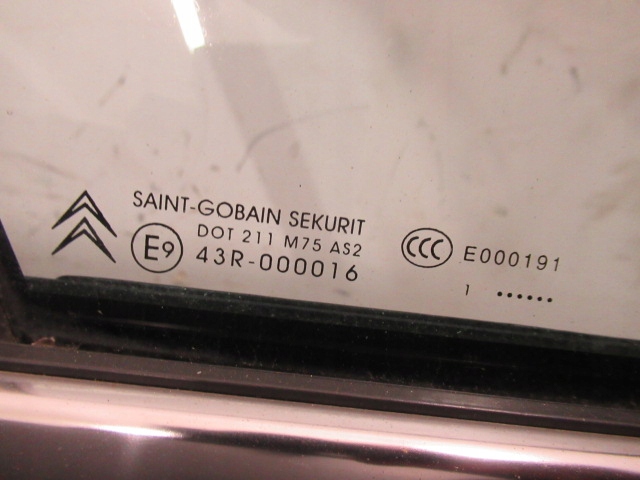 SAINT-GOBAIN SEKURIT
DOT 211 M75 AS2
E9 43R-000016
CCC E000191
1 ••••••